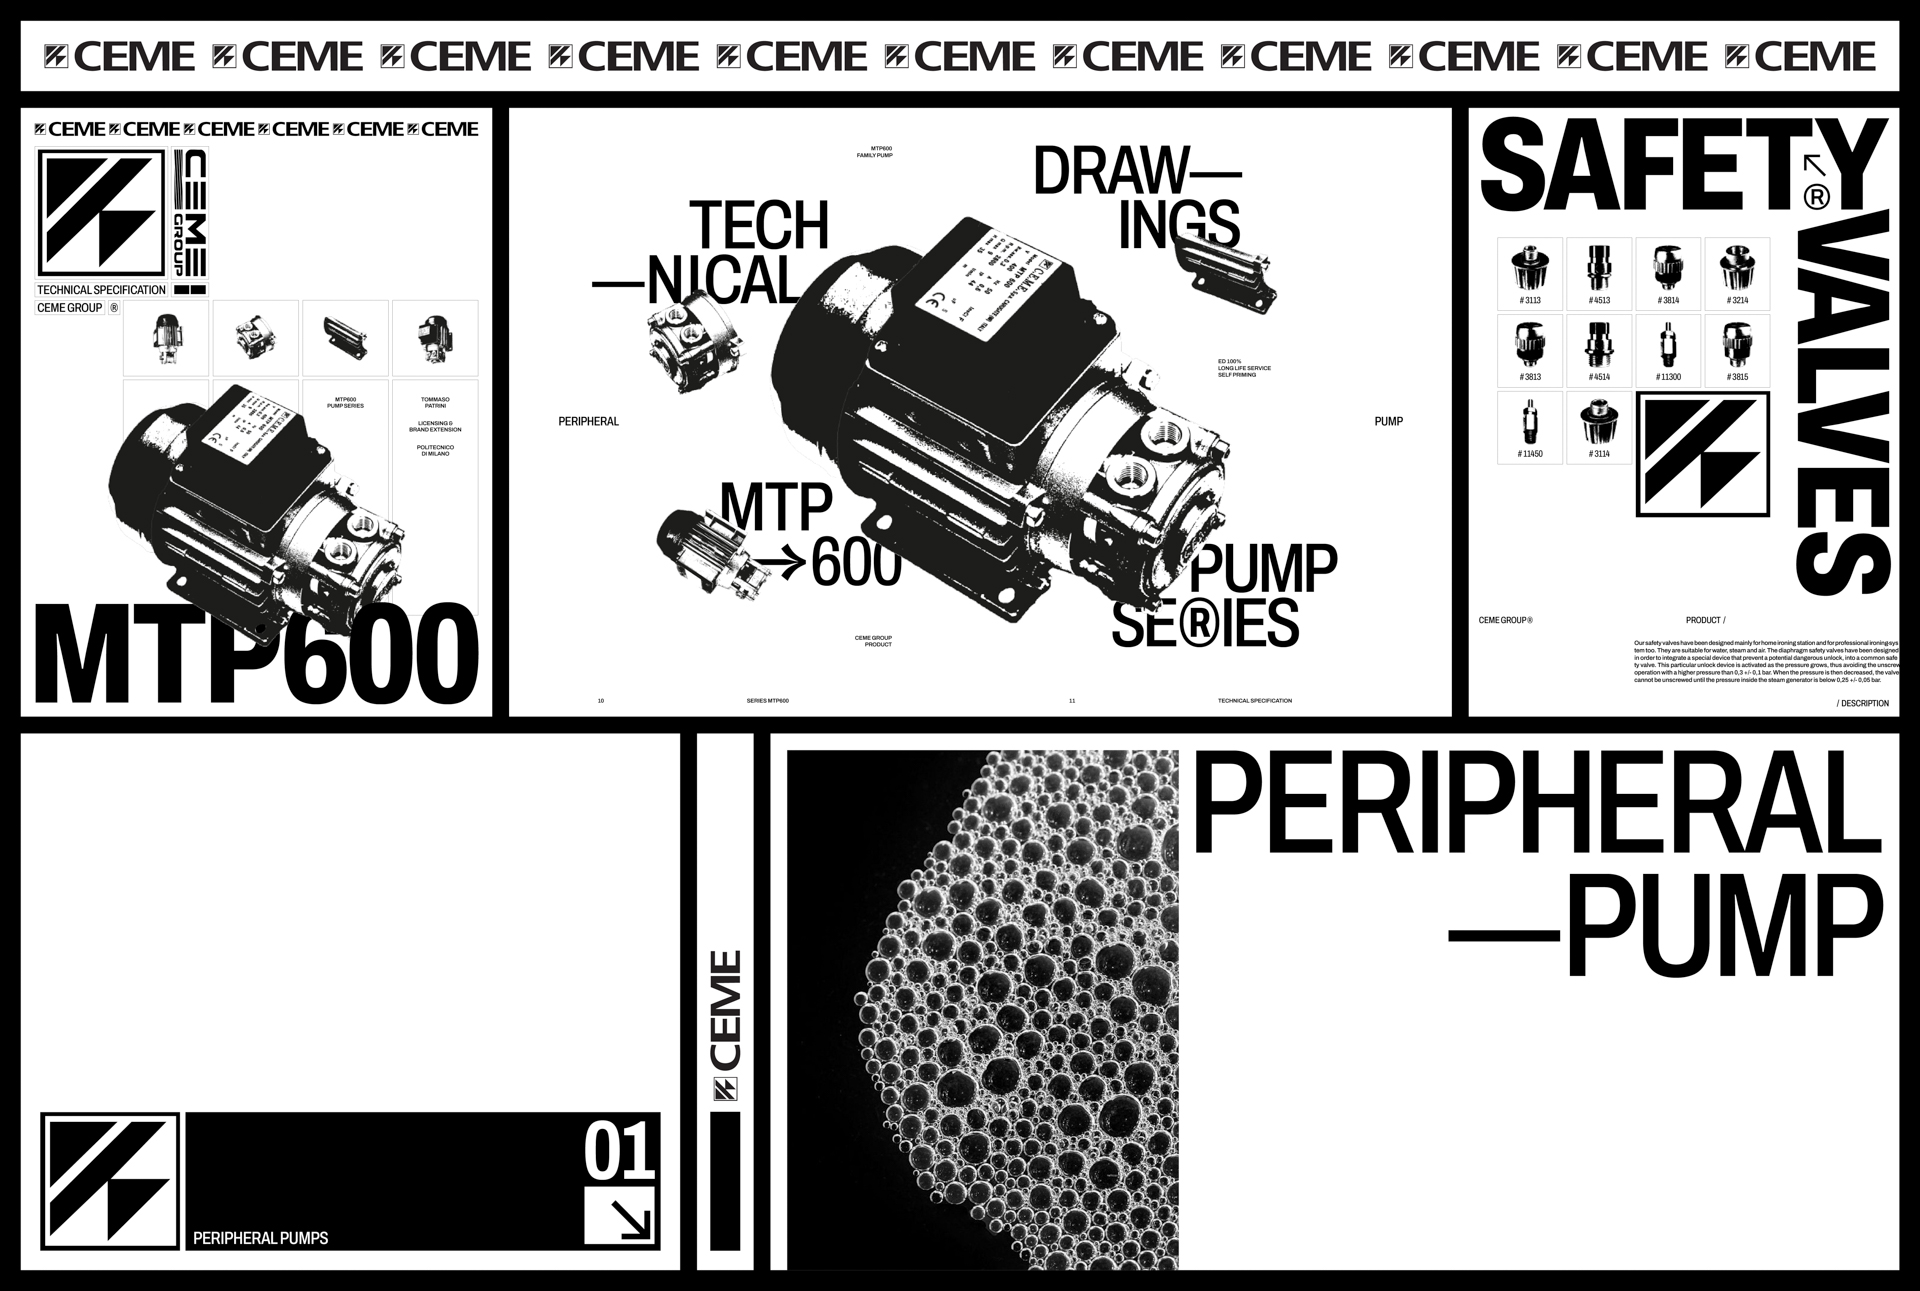 CEME CEME CEME CEME CEME CEME CEME CEME CEME CEME CEME
CEME CEME CEME CEME CEME CEME
CEME
GROUP
TECHNICAL SPECIFICATION
CEME GROUP ®
MTP600
PUMP SERIES
TOMMASO
PATRINI
LICENSING &
BRAND EXTENSION
POLITECNICO
DI MILANO
MTP600
MTP600
FAMILY PUMP
TECH
—NICAL
DRAW—
INGS
C.E.M.E.
MTP 600
CE
ED 100%
LONG LIFE SERVICE
SELF PRIMING
PERIPHERAL
PUMP
MTP
→600
PUMP
SE®IES
CEME GROUP
PRODUCT
10
SERIES MTP600
11
TECHNICAL SPECIFICATION
SAFETY
↖
®
VALVES
# 3113
# 4513
# 3814
# 3214
# 3813
# 4514
# 11300
# 3815
# 11450
# 3114
CEME GROUP®
PRODUCT /
Our safety valves have been designed mainly for home ironing station and for professional ironing sys
tem too. They are suitable for water, steam and air. The diaphragm safety valves have been designed
in order to integrate a special device that prevent a potential dangerous unlock, into a common safe
ty valve. This particular unlock device is activated as the pressure grows, thus avoiding the unscrew
operation with a higher pressure than 0,3 +/- 0,1 bar. When the pressure is then decreased, the valve
cannot be unscrewed until the pressure inside the steam generator is below 0,25 +/- 0,05 bar.
/ DESCRIPTION
01
PERIPHERAL PUMPS
CEME
PERIPHERAL
—PUMP